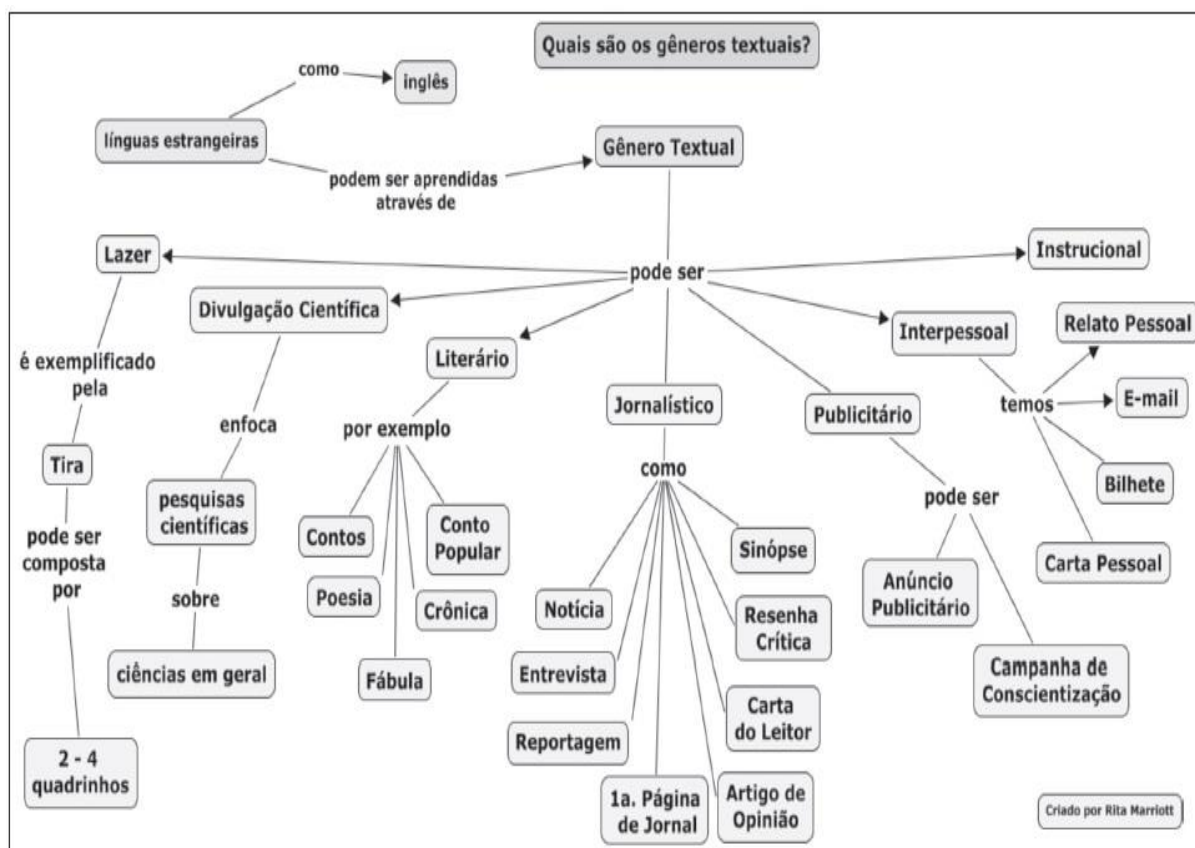 Quais são os gêneros textuais?
como
inglês
línguas estrangeiras
podem ser aprendidas
através de
Gênero Textual
pode ser
Lazer
é exemplificado
pela
Tira
pode ser
composta
por
2 - 4
quadrinhos
Divulgação Científica
enfoca
pesquisas
científicas
sobre
ciências em geral
Literário
por exemplo
Contos
Poesia
Fábula
Crônica
Conto
Popular
Jornalístico
como
Notícia
Entrevista
Reportagem
1a. Página
de Jornal
Artigo de
Opinião
Carta
do Leitor
Resenha
Crítica
Sinópse
Publicitário
pode ser
Anúncio
Publicitário
Campanha de
Conscientização
Interpessoal
temos
Relato Pessoal
E-mail
Bilhete
Carta Pessoal
Instrucional
Criado por Rita Marriott